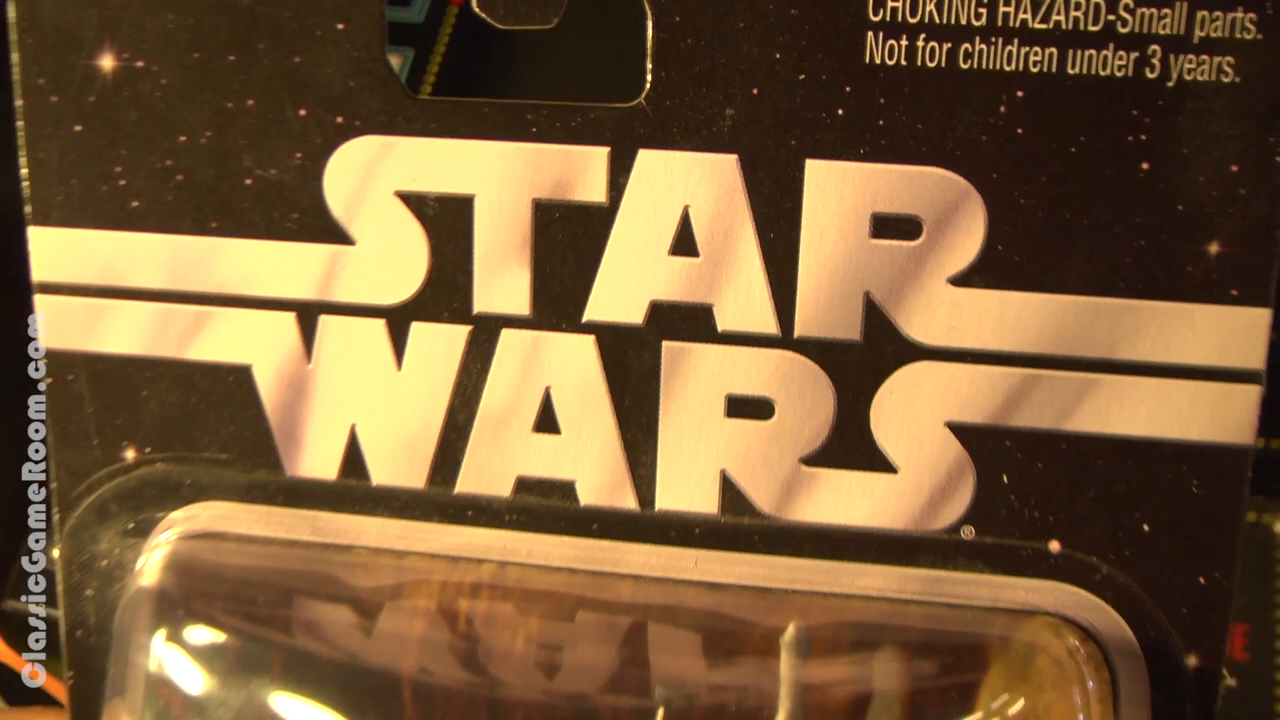 CHOKING HAZARD-Small parts.
Not for children under 3 years.
STAR
WARS
®
ClassicGameRoom.com